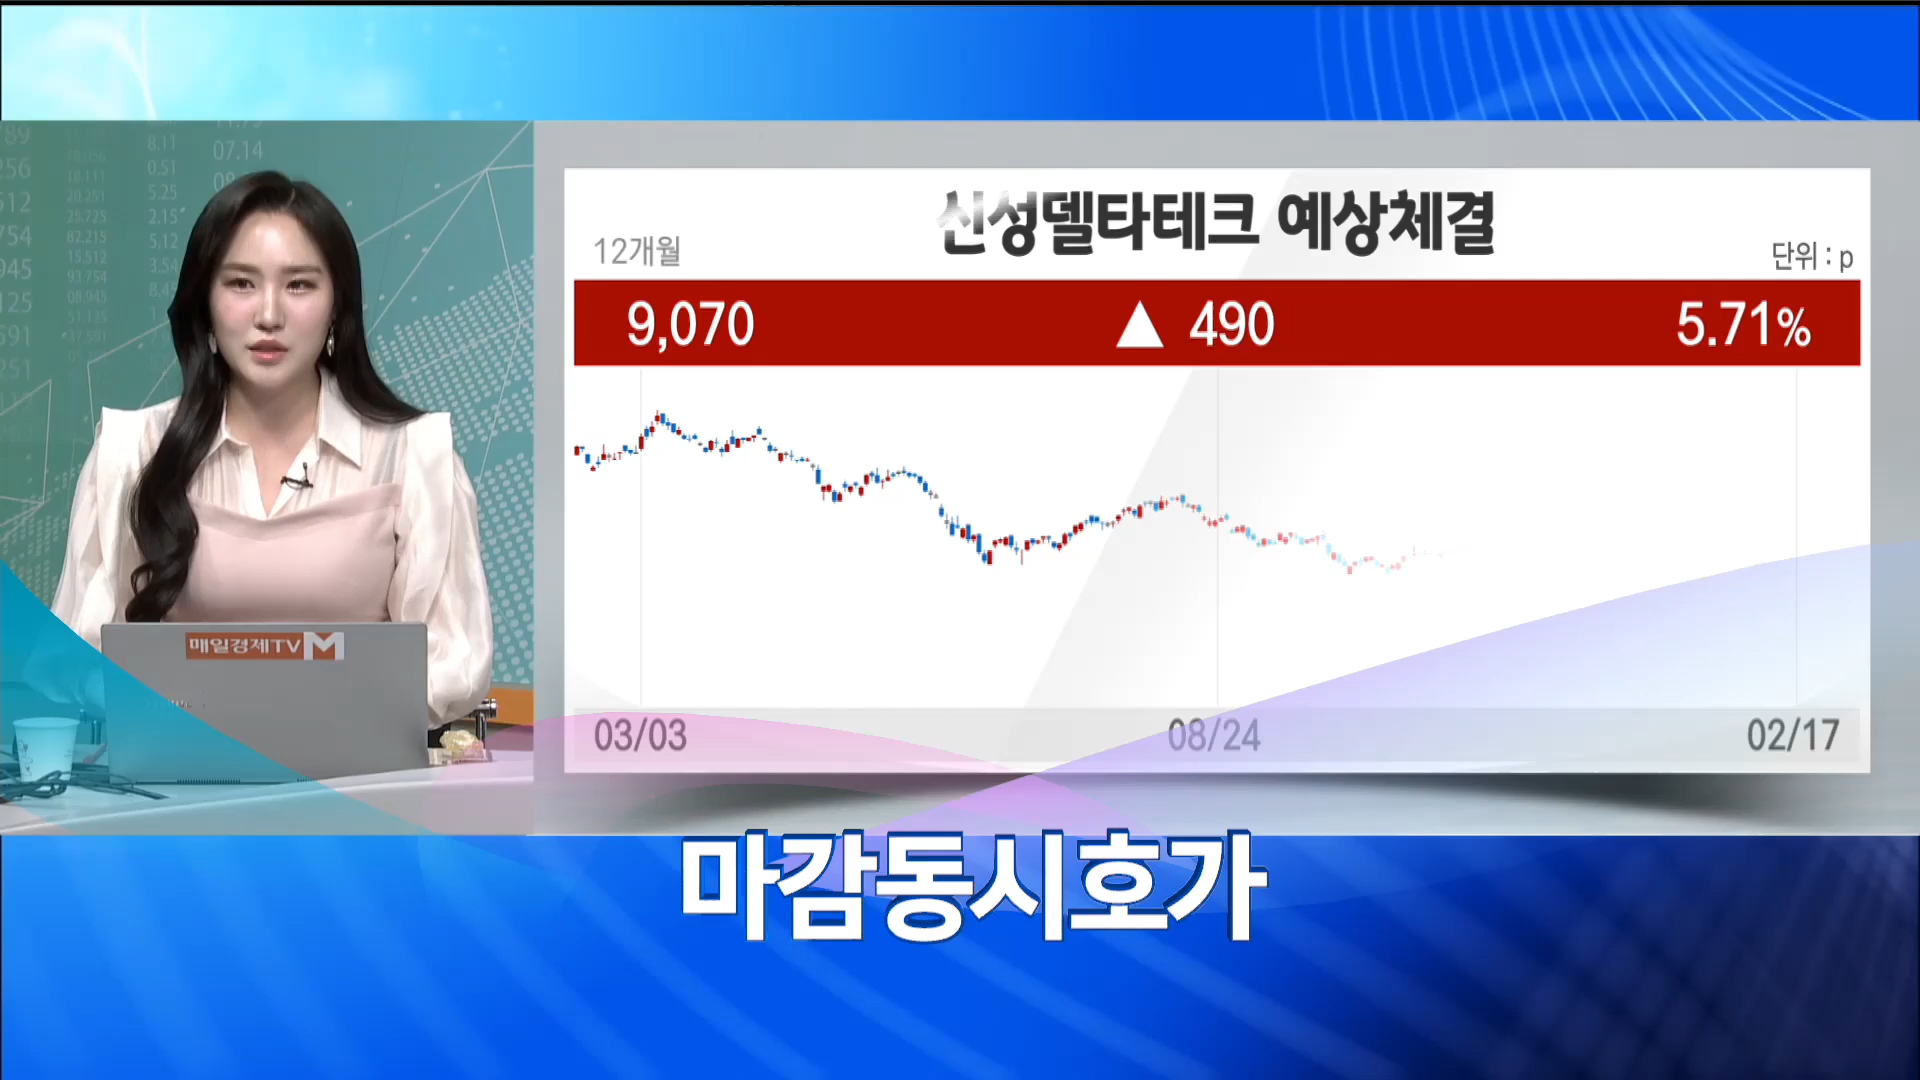 신성델타테크 예상체결
12개월
단위 : p
9,070 ▲ 490 5.71%
03/03 08/24 02/17
매일경제TV M
마감동시호가
07.14